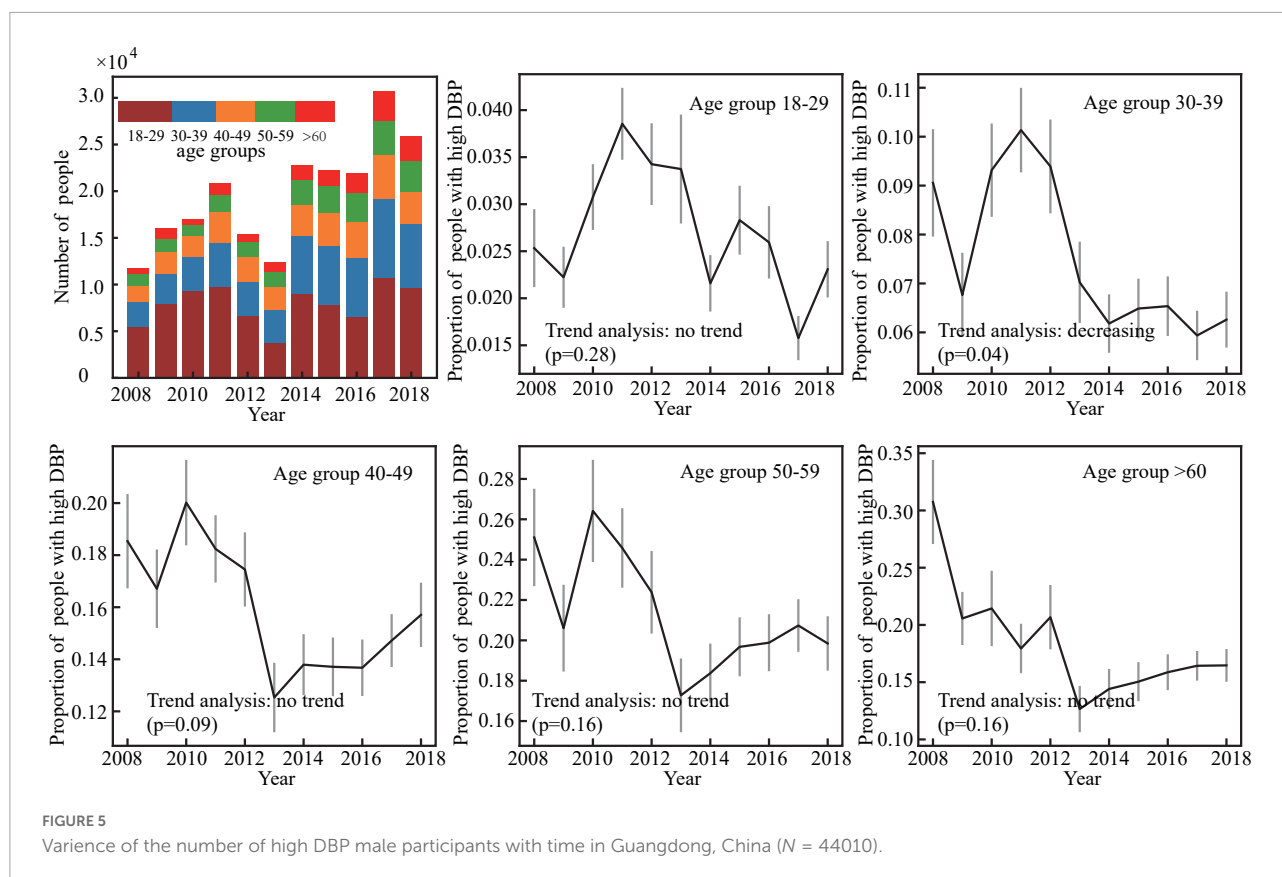 ×10⁴
3.0
2.5
2.0
1.5
1.0
0.5
0
Number of people
18-29 30-39 40-49 50-59 >60
age groups
2008 2010 2012 2014 2016 2018
Year
Proportion of people with high DBP
0.040
0.035
0.030
0.025
0.020
0.015
Age group 18-29
Trend analysis: no trend
(p=0.28)
2008 2010 2012 2014 2016 2018
Year
Proportion of people with high DBP
0.11
0.10
0.09
0.08
0.07
0.06
Age group 30-39
Trend analysis: decreasing
(p=0.04)
2008 2010 2012 2014 2016 2018
Year
Proportion of people with high DBP
0.20
0.18
0.16
0.14
0.12
Age group 40-49
Trend analysis: no trend
(p=0.09)
2008 2010 2012 2014 2016 2018
Year
Proportion of people with high DBP
0.28
0.26
0.24
0.22
0.20
0.18
0.16
Age group 50-59
Trend analysis: no trend
(p=0.16)
2008 2010 2012 2014 2016 2018
Year
Proportion of people with high DBP
0.35
0.30
0.25
0.20
0.15
0.10
Age group >60
Trend analysis: no trend
(p=0.16)
2008 2010 2012 2014 2016 2018
Year
FIGURE 5
Varience of the number of high DBP male participants with time in Guangdong, China (N = 44010).